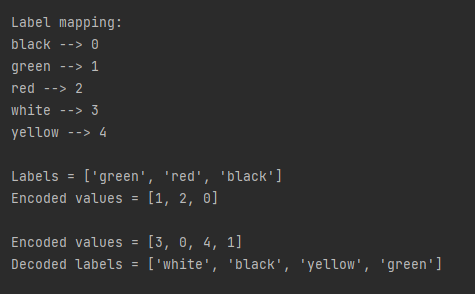 Label mapping:
black --> 0
green --> 1
red --> 2
white --> 3
yellow --> 4
Labels = ['green', 'red', 'black']
Encoded values = [1, 2, 0]
Encoded values = [3, 0, 4, 1]
Decoded labels = ['white', 'black', 'yellow', 'green']